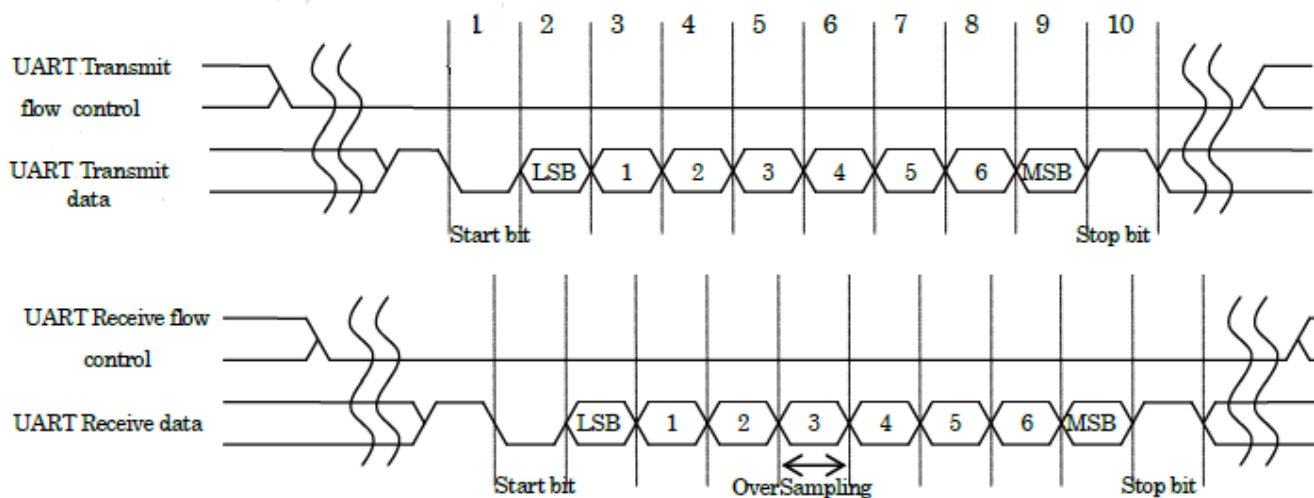 1 2 3 4 5 6 7 8 9 10
UART Transmit
flow control
UART Transmit
data
LSB 1 2 3 4 5 6 MSB
Start bit Stop bit
UART Receive flow
control
UART Receive data
LSB 1 2 3 4 5 6 MSB
Start bit OverSampling Stop bit